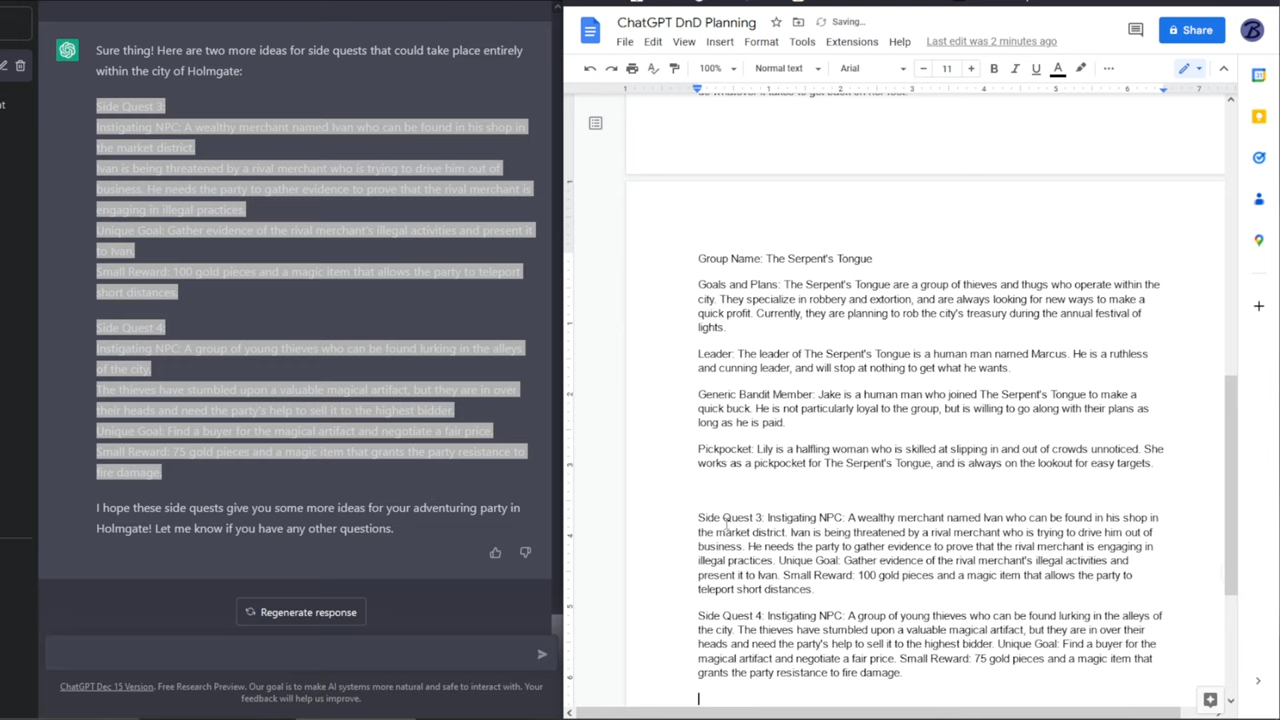 Sure thing! Here are two more ideas for side quests that could take place entirely
within the city of Holmgate:
Side Quest 3:
Instigating NPC: A wealthy merchant named Ivan who can be found in his shop in
the market district.
Ivan is being threatened by a rival merchant who is trying to drive him out of
business. He needs the party to gather evidence to prove that the rival merchant is
engaging in illegal practices.
Unique Goal: Gather evidence of the rival merchant's illegal activities and present it
to Ivan.
Small Reward: 100 gold pieces and a magic item that allows the party to teleport
short distances.
Side Quest 4:
Instigating NPC: A group of young thieves who can be found lurking in the alleys
of the city.
The thieves have stumbled upon a valuable magical artifact, but they are in over
their heads and need the party's help to sell it to the highest bidder.
Unique Goal: Find a buyer for the magical artifact and negotiate a fair price.
Small Reward: 75 gold pieces and a magic item that grants the party resistance to
fire damage.
I hope these side quests give you some more ideas for your adventuring party in
Holmgate! Let me know if you have any other questions.
Regenerate response
ChatGPT Dec 15 Version. Free Research Preview. Our goal is to make AI systems more natural and safe to interact with. Your
feedback will help us improve.
ChatGPT DnD Planning
Saving...
File Edit View Insert Format Tools Extensions Help Last edit was 2 minutes ago
Share
100% Normal text Arial 11 B I U A
1 1 2 3 4 5 6 7
Group Name: The Serpent's Tongue
Goals and Plans: The Serpent's Tongue are a group of thieves and thugs who operate within the
city. They specialize in robbery and extortion, and are always looking for new ways to make a
quick profit. Currently, they are planning to rob the city's treasury during the annual festival of
lights.
Leader: The leader of The Serpent's Tongue is a human man named Marcus. He is a ruthless
and cunning leader, and will stop at nothing to get what he wants.
Generic Bandit Member: Jake is a human man who joined The Serpent's Tongue to make a
quick buck. He is not particularly loyal to the group, but is willing to go along with their plans as
long as he is paid.
Pickpocket: Lily is a halfling woman who is skilled at slipping in and out of crowds unnoticed. She
works as a pickpocket for The Serpent's Tongue, and is always on the lookout for easy targets.
Side Quest 3: Instigating NPC: A wealthy merchant named Ivan who can be found in his shop in
the market district. Ivan is being threatened by a rival merchant who is trying to drive him out of
business. He needs the party to gather evidence to prove that the rival merchant is engaging in
illegal practices. Unique Goal: Gather evidence of the rival merchant's illegal activities and
present it to Ivan. Small Reward: 100 gold pieces and a magic item that allows the party to
teleport short distances.
Side Quest 4: Instigating NPC: A group of young thieves who can be found lurking in the alleys of
the city. The thieves have stumbled upon a valuable magical artifact, but they are in over their
heads and need the party's help to sell it to the highest bidder. Unique Goal: Find a buyer for the
magical artifact and negotiate a fair price. Small Reward: 75 gold pieces and a magic item that
grants the party resistance to fire damage.